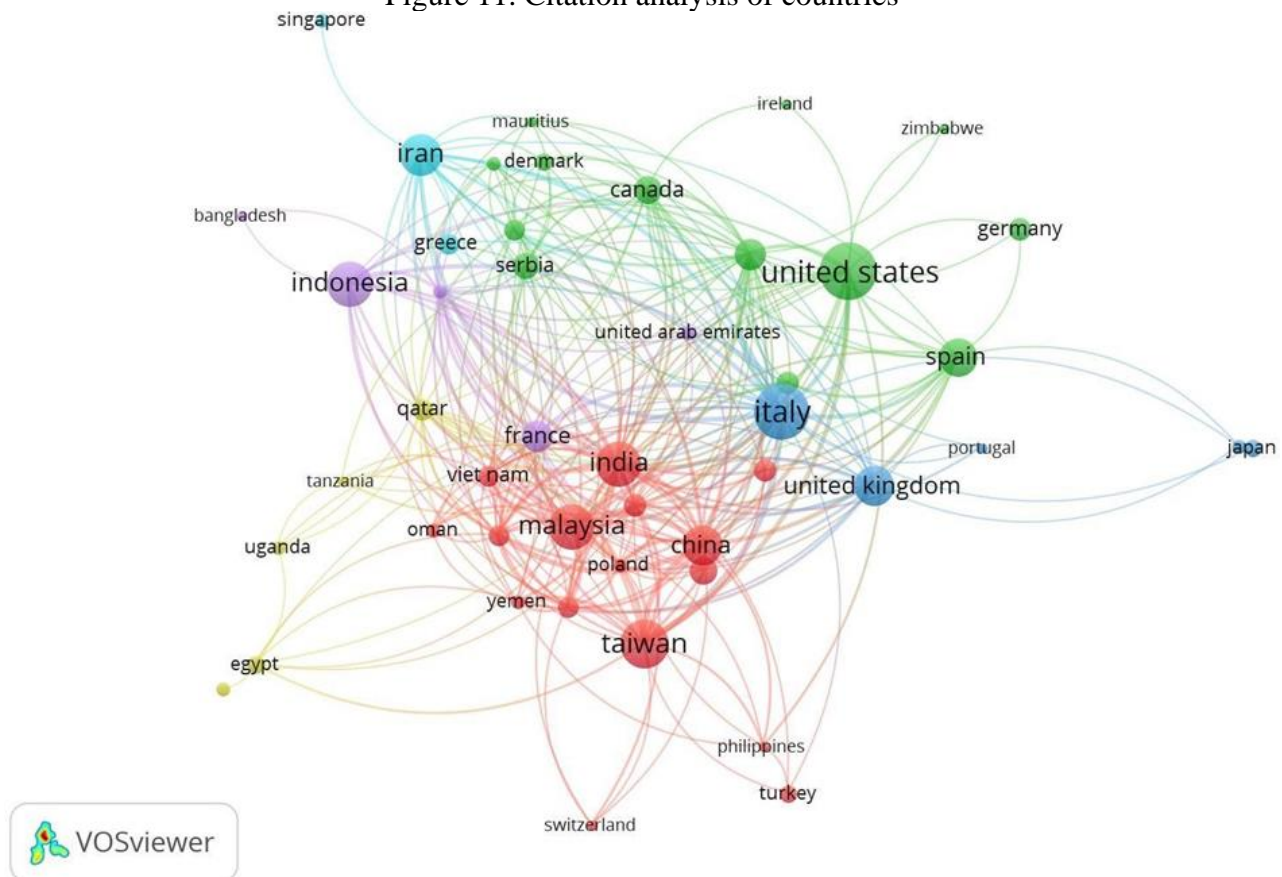 Figure 11. Citation analysis of countries
singapore
ireland
mauritius
zimbabwe
iran
denmark
canada
bangladesh
germany
greece
serbia
united states
indonesia
united arab emirates
spain
qatar
italy
france
portugal
japan
india
viet nam
tanzania
united kingdom
malaysia
oman
china
uganda
poland
yemen
taiwan
egypt
philippines
turkey
switzerland
VOSviewer